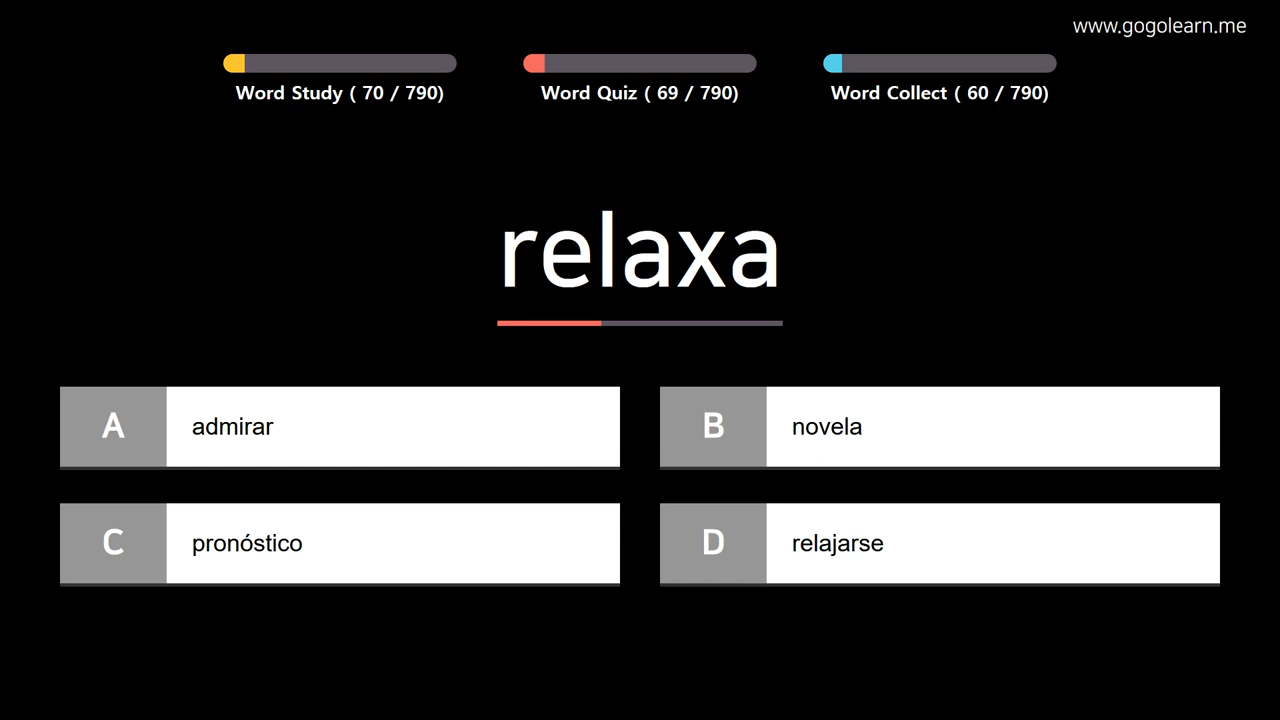 www.gogolearn.me
Word Study ( 70 / 790)
Word Quiz ( 69 / 790)
Word Collect ( 60 / 790)
relaxa
A admirar
B novela
C pronóstico
D relajarse